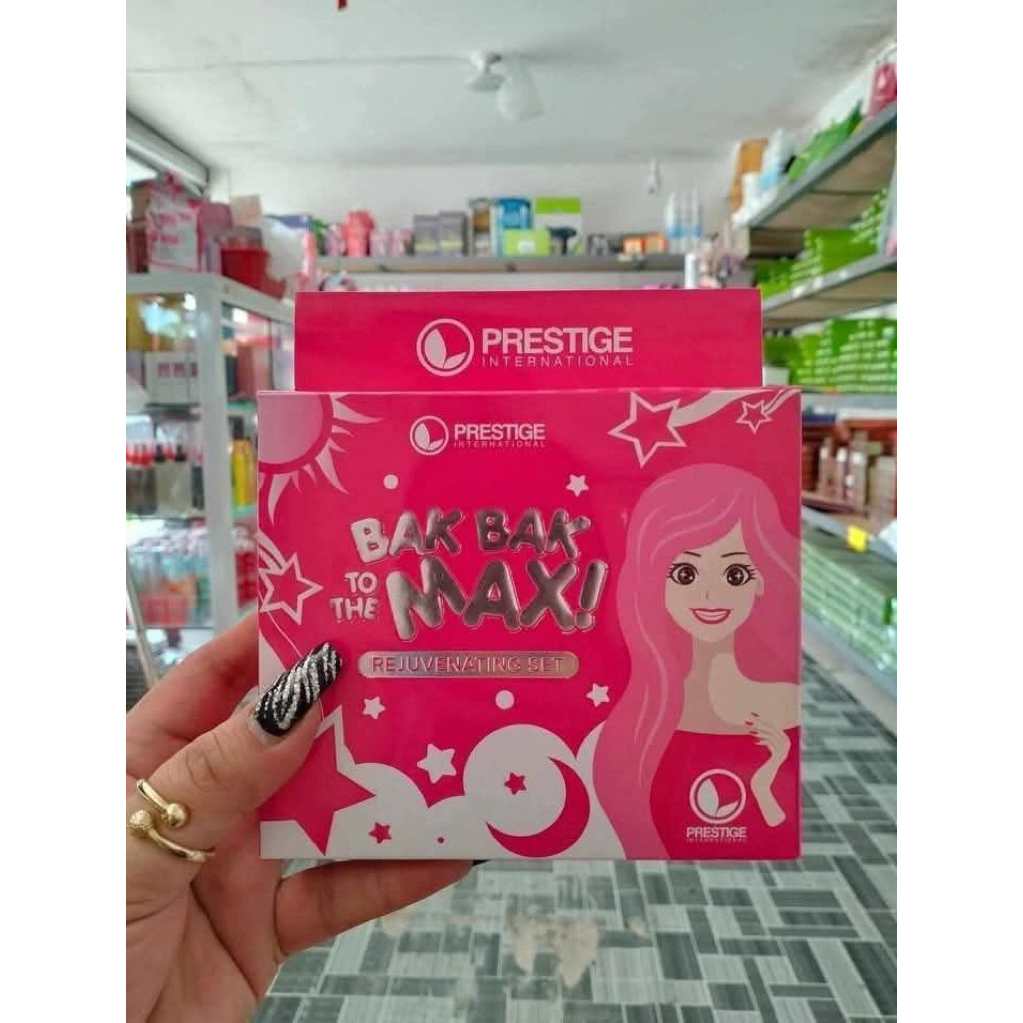 PRESTIGE
INTERNATIONAL
PRESTIGE
INTERNATIONAL
BAK BAK
TO THE MAX!
REJUVENATING SET
PRESTIGE
INTERNATIONAL